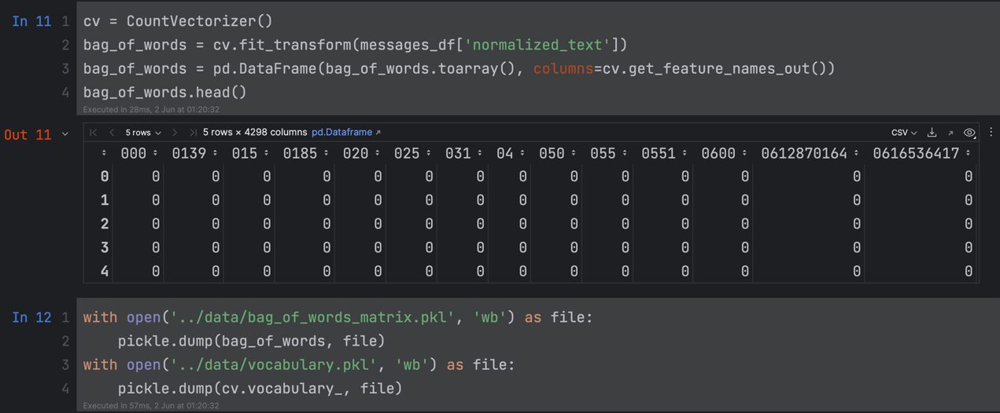 In 11 1 cv = CountVectorizer()
2 bag_of_words = cv.fit_transform(messages_df['normalized_text'])
3 bag_of_words = pd.DataFrame(bag_of_words.toarray(), columns=cv.get_feature_names_out())
4 bag_of_words.head()
Executed in 28ms, 2 Jun at 01:20:32
Out 11 5 rows 5 rows × 4298 columns pd.Dataframe CSV
000 0139 015 0185 020 025 031 04 050 055 0551 0600 0612870164 0616536417
0 0 0 0 0 0 0 0 0 0 0 0 0 0 0
1 0 0 0 0 0 0 0 0 0 0 0 0 0 0
2 0 0 0 0 0 0 0 0 0 0 0 0 0 0
3 0 0 0 0 0 0 0 0 0 0 0 0 0 0
4 0 0 0 0 0 0 0 0 0 0 0 0 0 0
In 12 1 with open('../data/bag_of_words_matrix.pkl', 'wb') as file:
2     pickle.dump(bag_of_words, file)
3 with open('../data/vocabulary.pkl', 'wb') as file:
4     pickle.dump(cv.vocabulary_, file)
Executed in 57ms, 2 Jun at 01:20:32